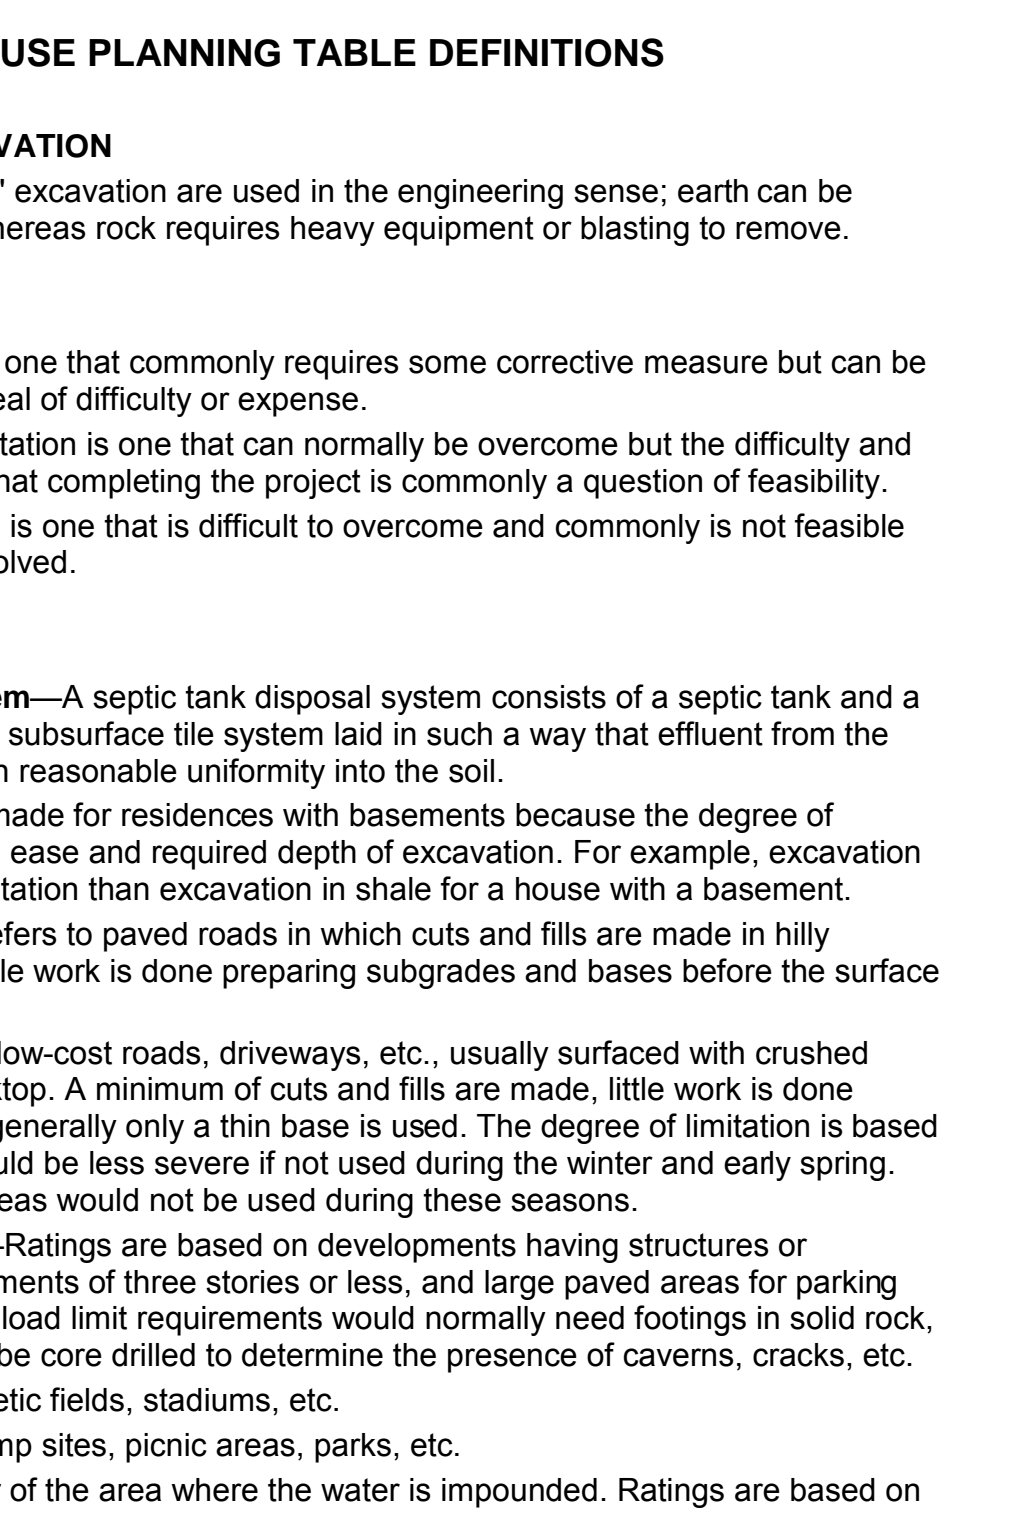 USE PLANNING TABLE DEFINITIONS
VATION
" excavation are used in the engineering sense; earth can be
hereas rock requires heavy equipment or blasting to remove.
one that commonly requires some corrective measure but can be
eal of difficulty or expense.
tation is one that can normally be overcome but the difficulty and
hat completing the project is commonly a question of feasibility.
is one that is difficult to overcome and commonly is not feasible
olved.
em—A septic tank disposal system consists of a septic tank and a
subsurface tile system laid in such a way that effluent from the
n reasonable uniformity into the soil.
made for residences with basements because the degree of
ease and required depth of excavation. For example, excavation
tation than excavation in shale for a house with a basement.
efers to paved roads in which cuts and fills are made in hilly
le work is done preparing subgrades and bases before the surface
low-cost roads, driveways, etc., usually surfaced with crushed
ktop. A minimum of cuts and fills are made, little work is done
generally only a thin base is used. The degree of limitation is based
uld be less severe if not used during the winter and early spring.
eas would not be used during these seasons.
-Ratings are based on developments having structures or
ments of three stories or less, and large paved areas for parking
load limit requirements would normally need footings in solid rock,
be core drilled to determine the presence of caverns, cracks, etc.
etic fields, stadiums, etc.
mp sites, picnic areas, parks, etc.
of the area where the water is impounded. Ratings are based on